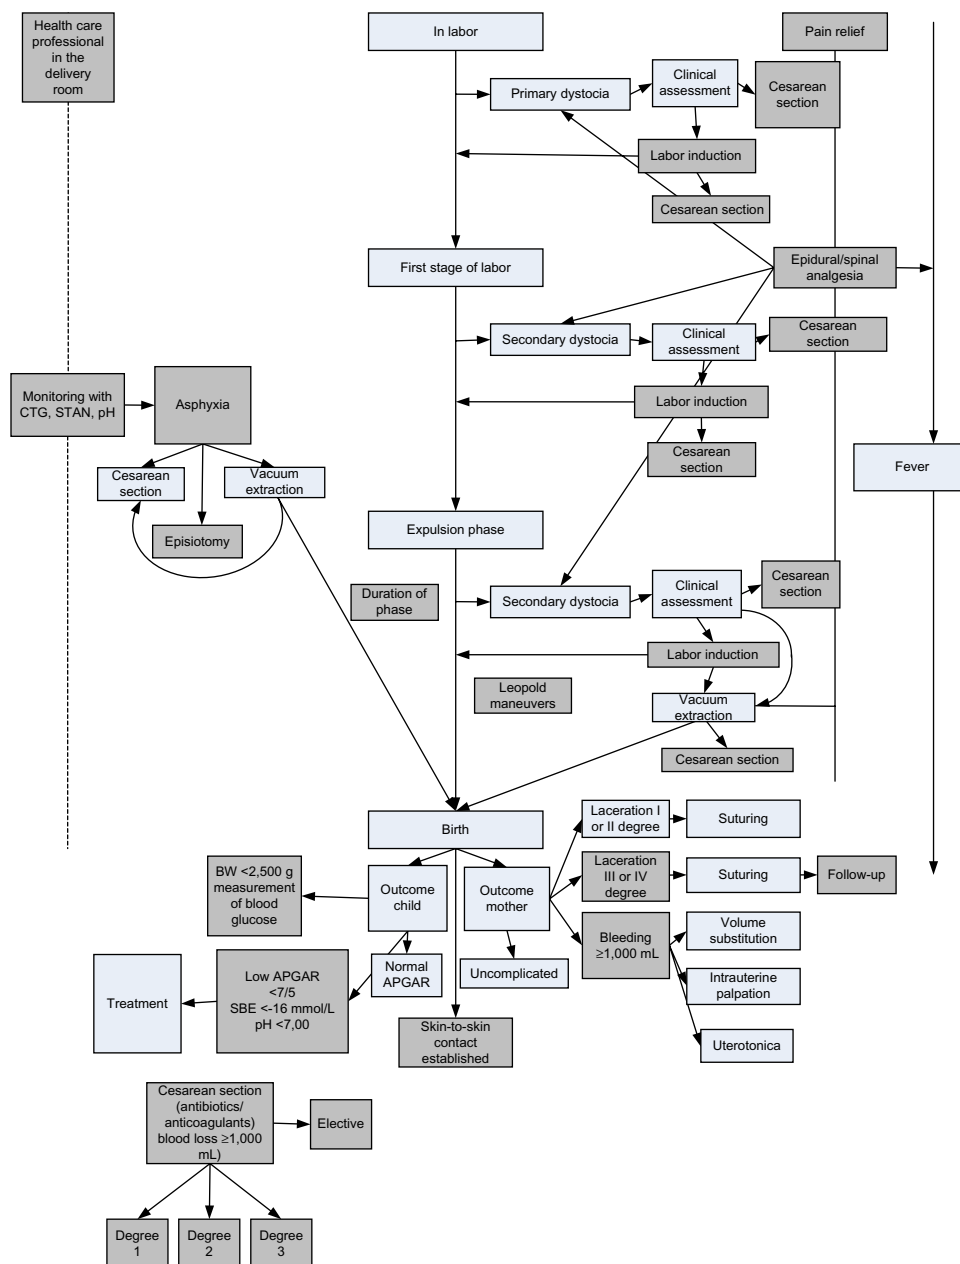 Health care
professional
in the
delivery
room
In labor
Pain relief
Primary dystocia
Clinical
assessment
Cesarean
section
Labor induction
Cesarean section
First stage of labor
Epidural/spinal
analgesia
Secondary dystocia
Clinical
assessment
Cesarean
section
Monitoring with
CTG, STAN, pH
Asphyxia
Labor induction
Cesarean
section
Fever
Cesarean
section
Vacuum
extraction
Episiotomy
Expulsion phase
Duration of
phase
Secondary dystocia
Clinical
assessment
Cesarean
section
Labor induction
Leopold
maneuvers
Vacuum
extraction
Cesarean section
Birth
Laceration I
or II degree
Suturing
BW <2,500 g
measurement
of blood
glucose
Outcome
child
Outcome
mother
Laceration
III or IV
degree
Suturing
Follow-up
Bleeding
≥1,000 mL
Volume
substitution
Treatment
Low APGAR
<7/5
SBE <-16 mmol/L
pH <7,00
Normal
APGAR
Uncomplicated
Intrauterine
palpation
Skin-to-skin
contact
established
Uterotonica
Cesarean section
(antibiotics/
anticoagulants)
blood loss ≥1,000
mL)
Elective
Degree
1
Degree
2
Degree
3